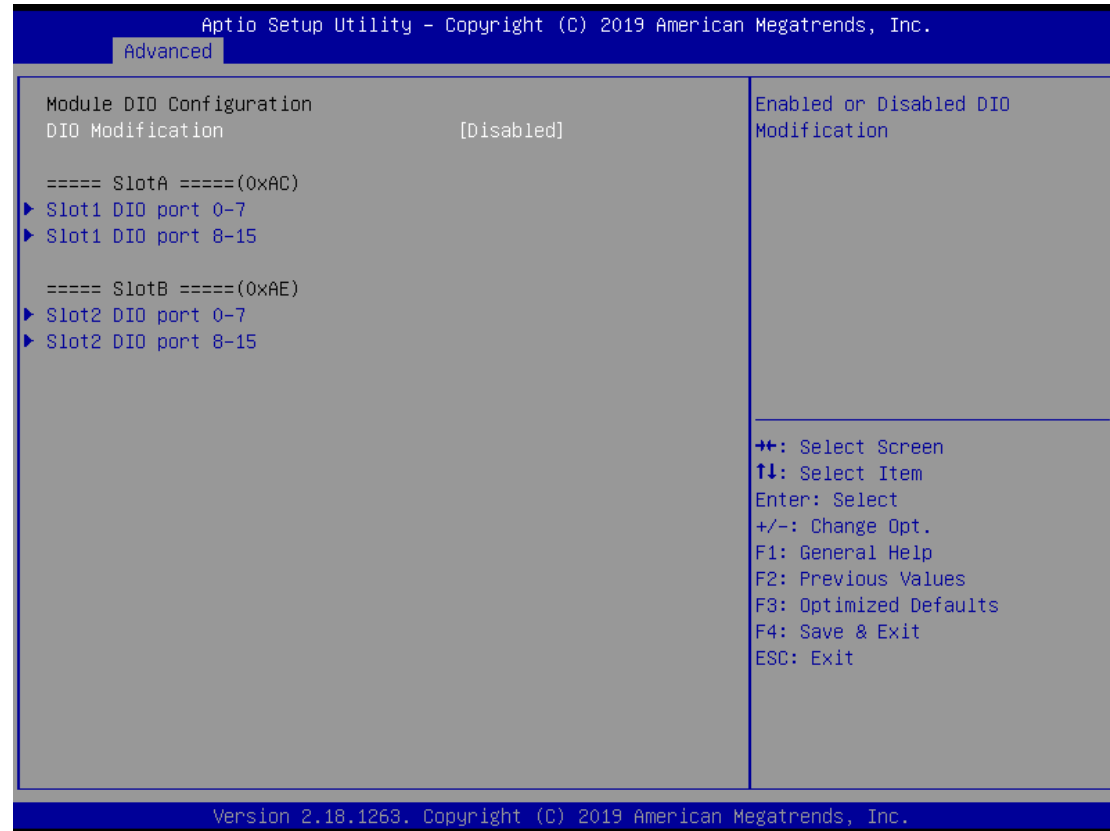 Aptio Setup Utility – Copyright (C) 2019 American Megatrends, Inc.
Advanced
Module DIO Configuration
DIO Modification [Disabled]
===== SlotA =====(0xAC)
▶ Slot1 DIO port 0-7
▶ Slot1 DIO port 8-15
===== SlotB =====(0xAE)
▶ Slot2 DIO port 0-7
▶ Slot2 DIO port 8-15
Enabled or Disabled DIO
Modification
→←: Select Screen
↑↓: Select Item
Enter: Select
+/-: Change Opt.
F1: General Help
F2: Previous Values
F3: Optimized Defaults
F4: Save & Exit
ESC: Exit
Version 2.18.1263. Copyright (C) 2019 American Megatrends, Inc.